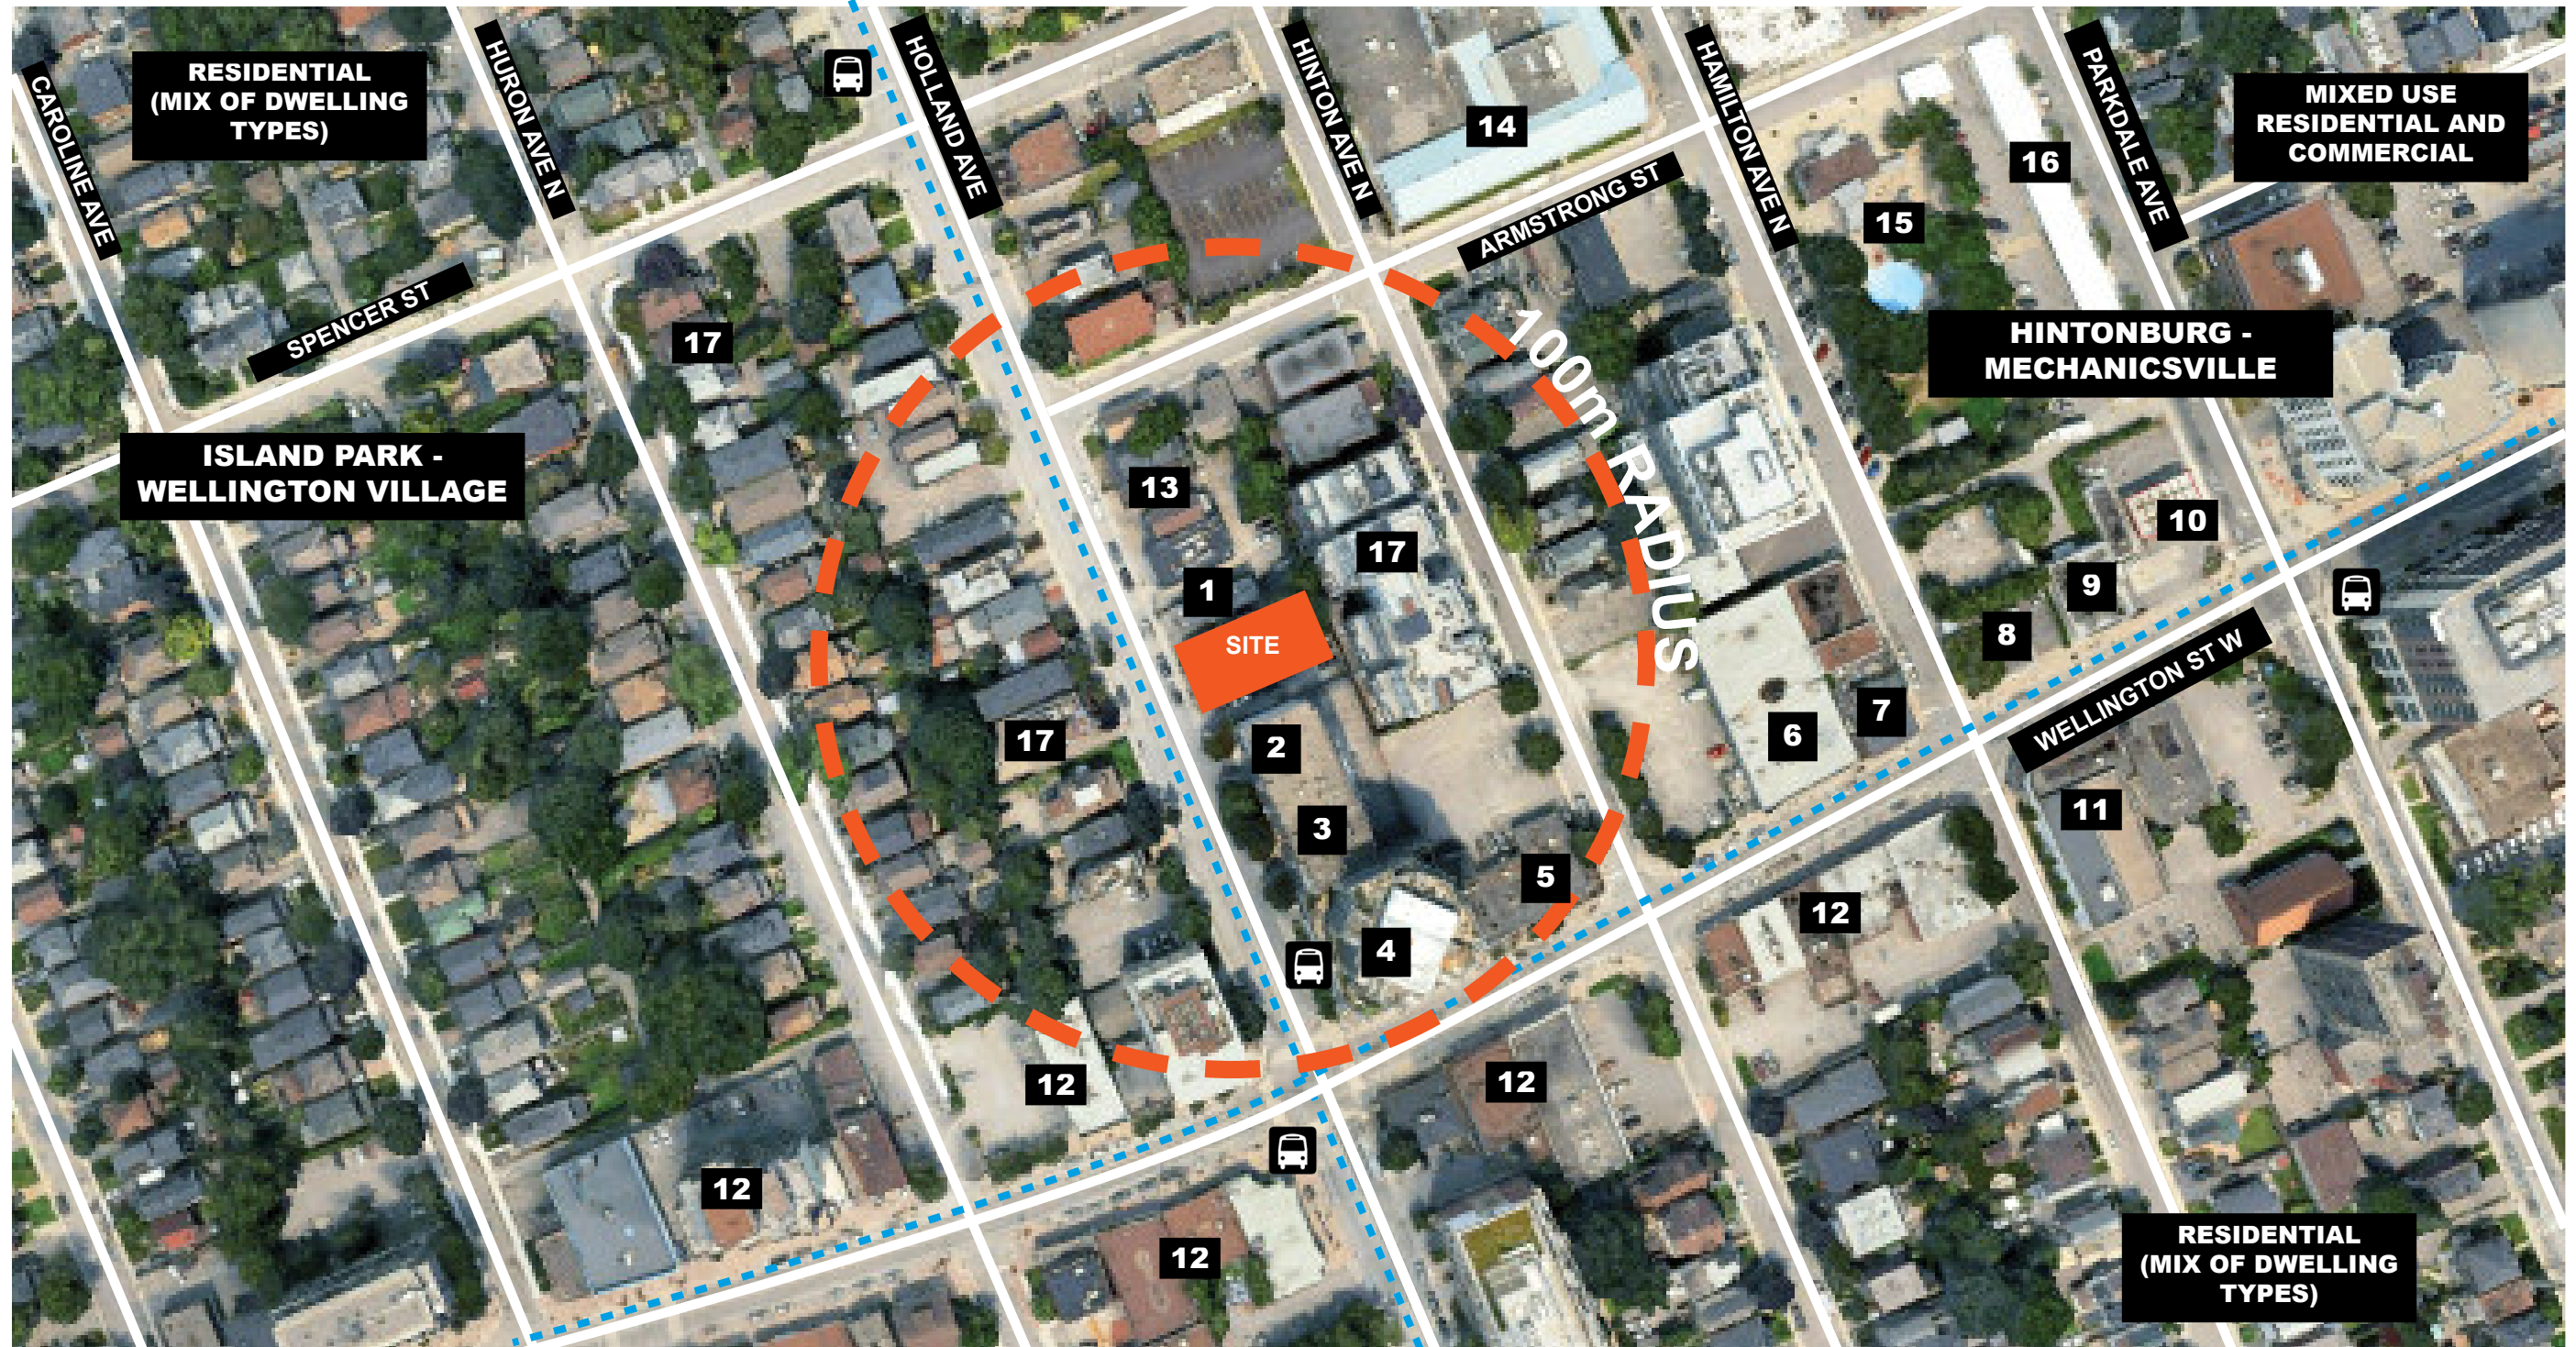 CAROLINE AVE
RESIDENTIAL
(MIX OF DWELLING
TYPES)
HURON AVE N
HOLLAND AVE
HINTON AVE N
14
HAMILTON AVE N
PARKDALE AVE
MIXED USE
RESIDENTIAL AND
COMMERCIAL
16
15
ARMSTRONG ST
SPENCER ST
17
HINTONBURG -
MECHANICSVILLE
100m RADIUS
ISLAND PARK -
WELLINGTON VILLAGE
13
17
10
1
9
8
SITE
WELLINGTON ST W
17
2
6
7
3
11
5
12
4
12
12
12
12
RESIDENTIAL
(MIX OF DWELLING
TYPES)